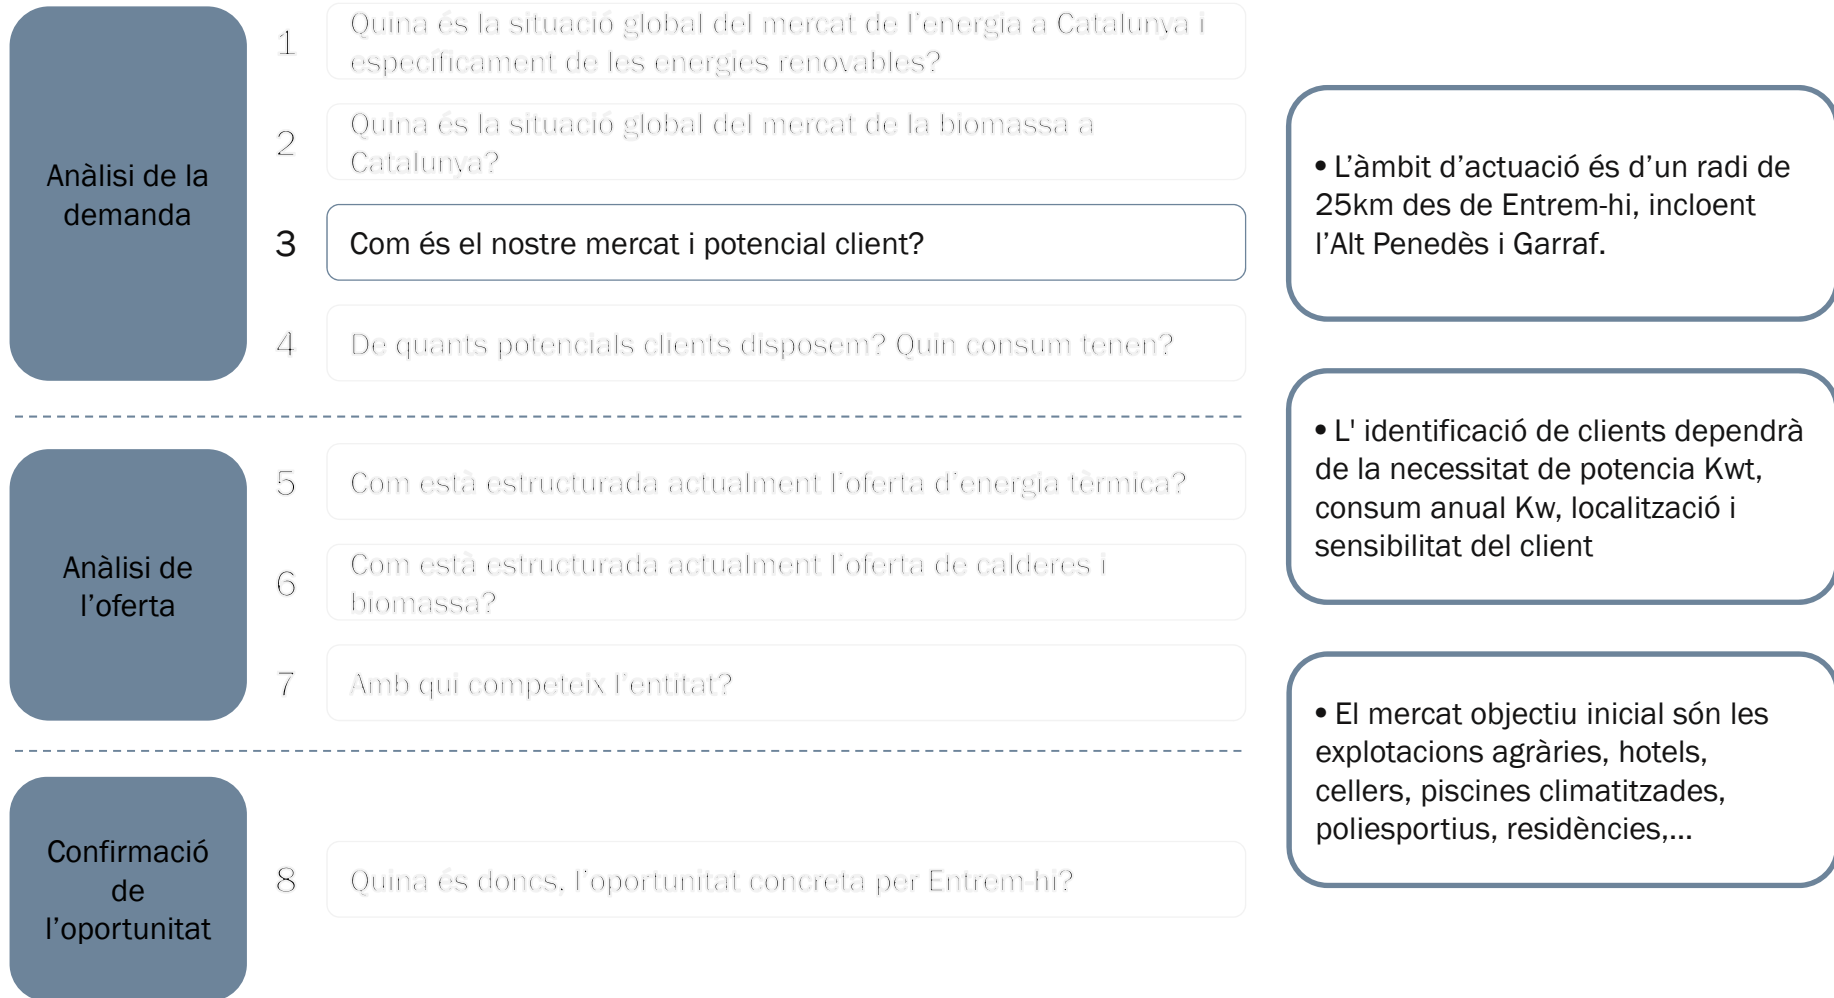 Anàlisi de la
demanda
1
Quina és la situació global del mercat de l’energia a Catalunya i
específicament de les energies renovables?
2
Quina és la situació global del mercat de la biomassa a
Catalunya?
3
Com és el nostre mercat i potencial client?
4
De quants potencials clients disposem? Quin consum tenen?
Anàlisi de
l’oferta
5
Com està estructurada actualment l’oferta d’energia tèrmica?
6
Com està estructurada actualment l’oferta de calderes i
biomassa?
7
Amb qui competeix l’entitat?
Confirmació
de
l’oportunitat
8
Quina és doncs, l’oportunitat concreta per Entrem-hi?
• L’àmbit d’actuació és d’un radi de
25km des de Entrem-hi, incloent
l’Alt Penedès i Garraf.
• L' identificació de clients dependrà
de la necessitat de potencia Kwt,
consum anual Kw, localització i
sensibilitat del client
• El mercat objectiu inicial són les
explotacions agràries, hotels,
cellers, piscines climatitzades,
poliesportius, residències,...